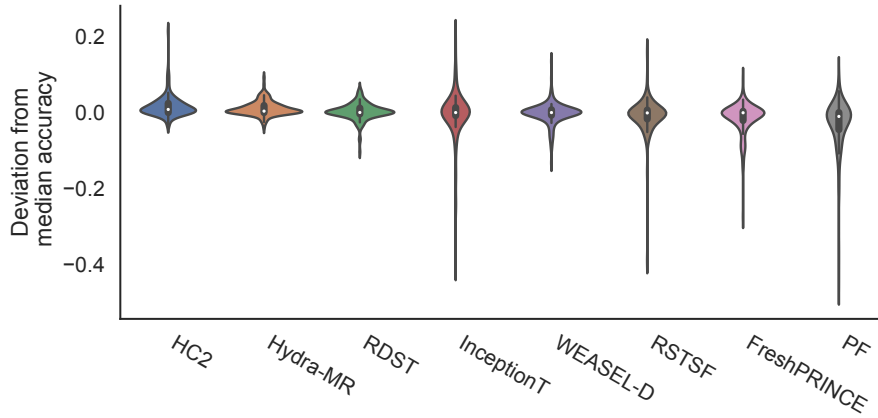 Deviation from
median accuracy
0.2
0.0
−0.2
−0.4
HC2
Hydra-MR
RDST
InceptionT
WEASEL-D
RSTSF
FreshPRINCE
PF